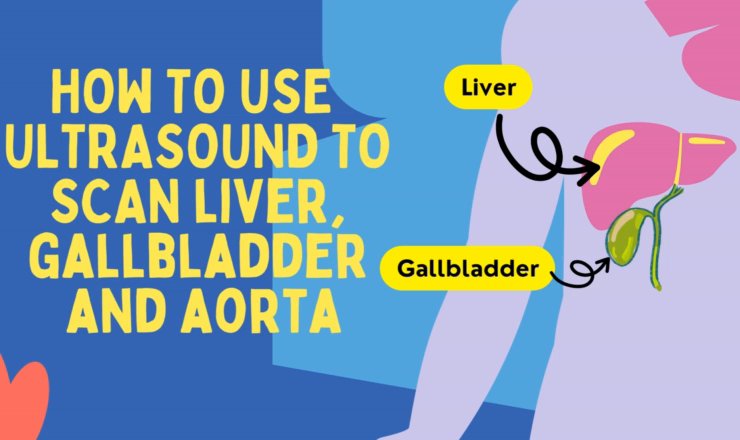 HOW TO USE
ULTRASOUND TO
SCAN LIVER,
GALLBLADDER
AND AORTA
Liver
Gallbladder